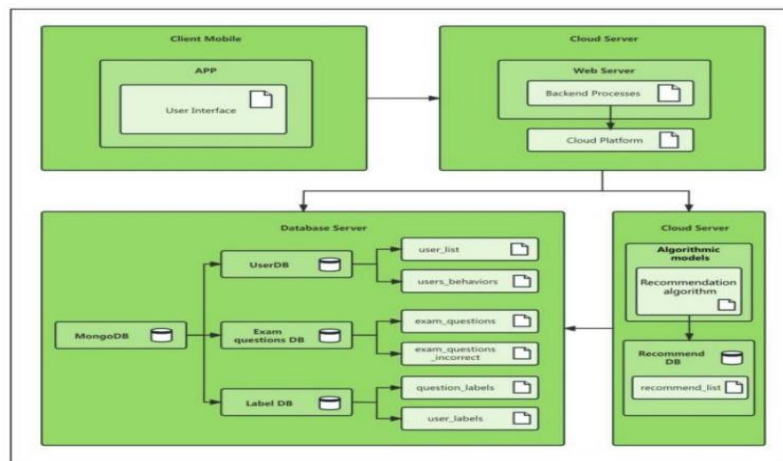 Client Mobile
APP
User Interface
Cloud Server
Web Server
Backend Processes
Cloud Platform
Database Server
MongoDB
UserDB
user_list
users_behaviors
Exam
questions DB
exam_questions
exam_questions
_incorrect
Label DB
question_labels
user_labels
Cloud Server
Algorithmic
models
Recommendation
algorithm
Recommend
DB
recommend_list